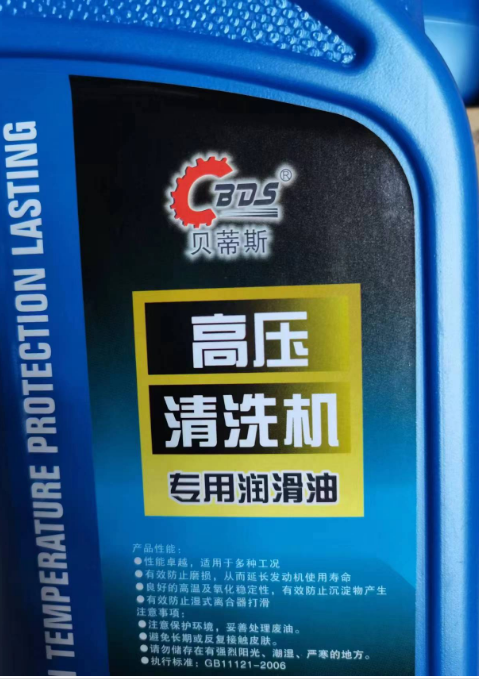 TEMPERATURE PROTECTION LASTING
BDS®
贝蒂斯
高压
清洗机
专用润滑油
产品性能：
●性能卓越，适用于多种工况
●有效防止磨损，从而延长发动机使用寿命
●良好的高温及氧化稳定性，有效防止沉淀物产生
●有效防止湿式离合器打滑
注意事项：
●注意保护环境，妥善处理废油。
●避免长期或反复接触皮肤。
●请勿储存在有强烈阳光、潮湿、严寒的地方。
●执行标准：GB11121-2006